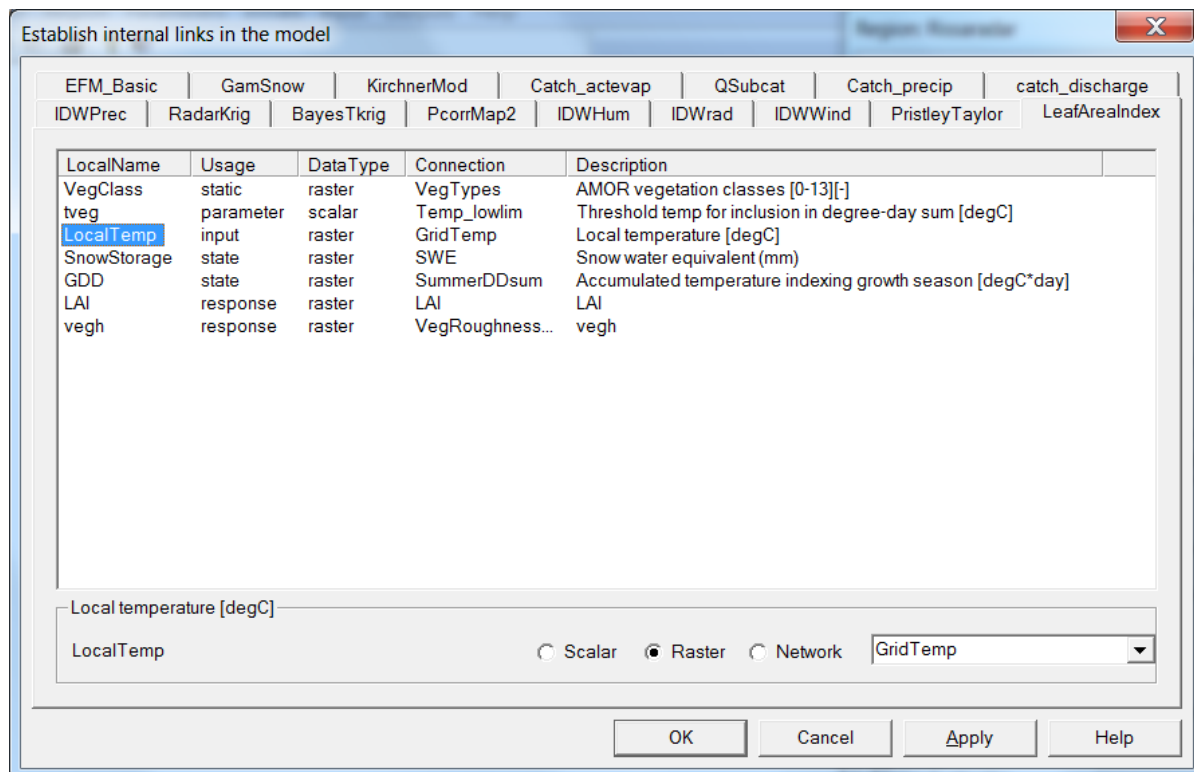 Establish internal links in the model
EFM_Basic GamSnow KirchnerMod Catch_actevap QSubcat Catch_precip catch_discharge
IDWPrec RadarKrig BayesTkrig PcorrMap2 IDWHum IDWrad IDWWind PristleyTaylor LeafAreaIndex
LocalName Usage DataType Connection Description
VegClass static raster VegTypes AMOR vegetation classes [0-13][-]
tveg parameter scalar Temp_lowlim Threshold temp for inclusion in degree-day sum [degC]
LocalTemp input raster GridTemp Local temperature [degC]
SnowStorage state raster SWE Snow water equivalent (mm)
GDD state raster SummerDDsum Accumulated temperature indexing growth season [degC*day]
LAI response raster LAI LAI
vegh response raster VegRoughness... vegh
Local temperature [degC]
LocalTemp Scalar Raster Network GridTemp
OK Cancel Apply Help